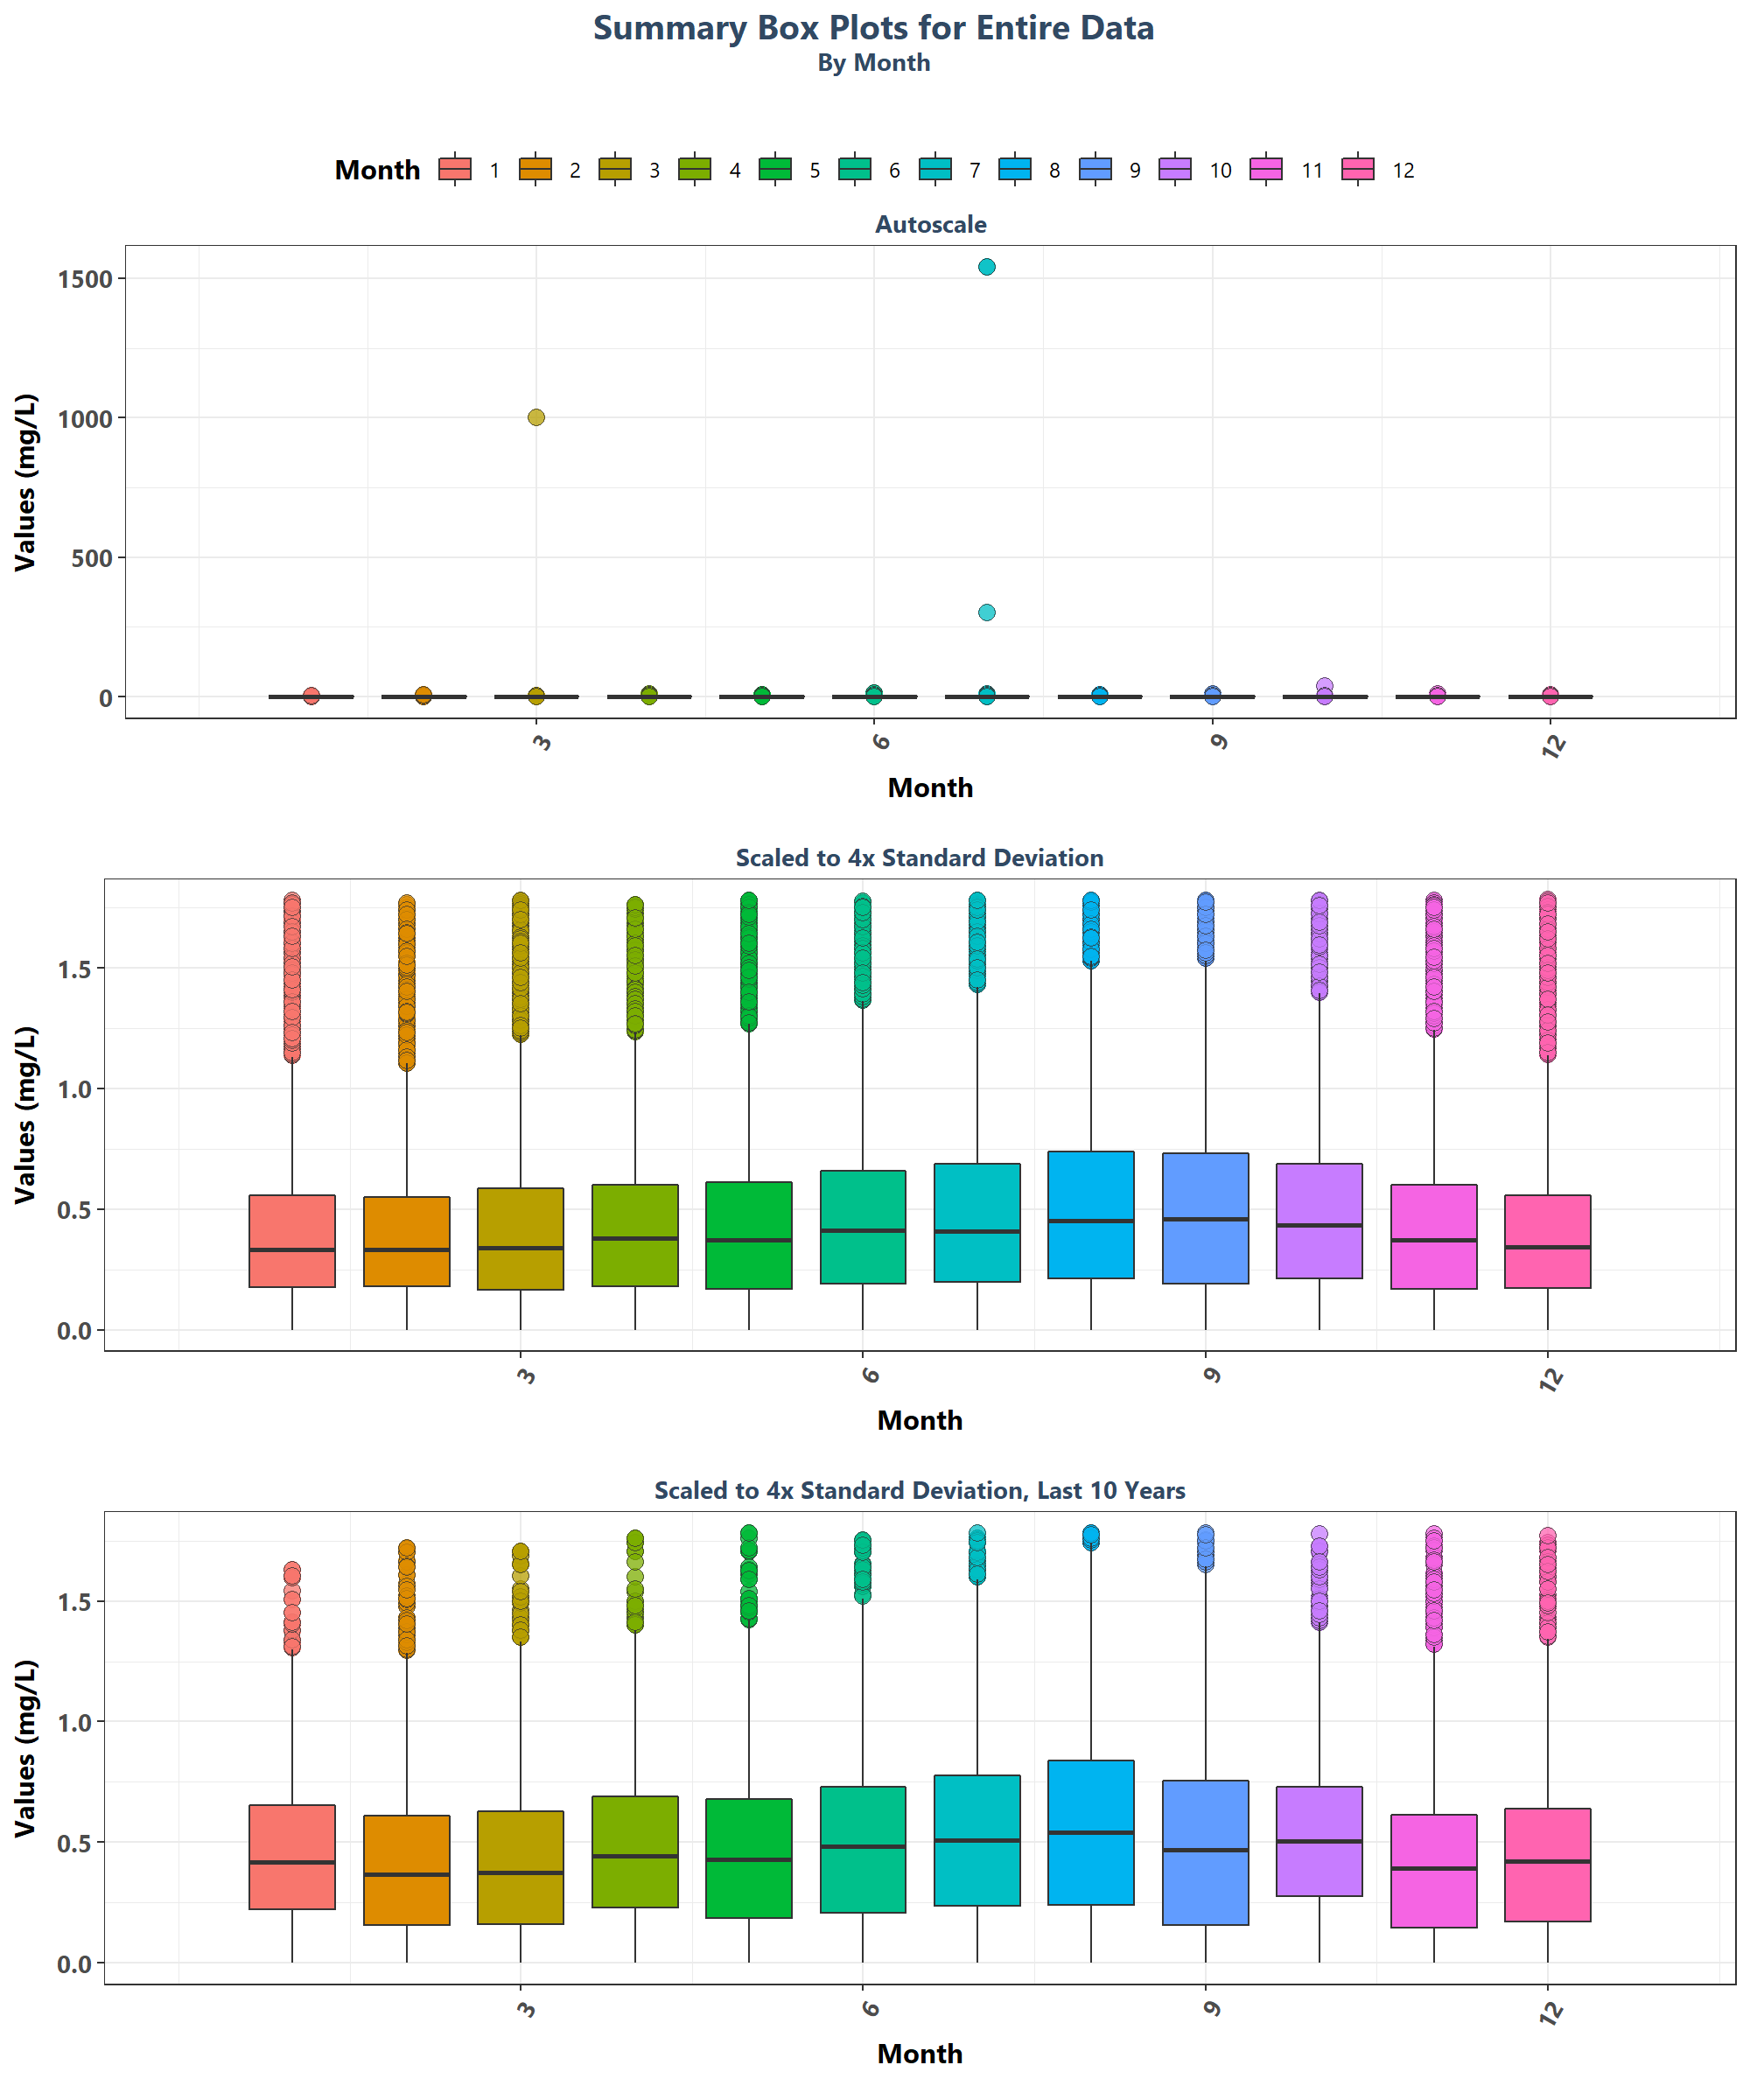 Summary Box Plots for Entire Data
By Month
Month 1 2 3 4 5 6 7 8 9 10 11 12
Autoscale
Values (mg/L)
1500
1000
500
0
3 6 9 12
Month
Scaled to 4x Standard Deviation
Values (mg/L)
1.5
1.0
0.5
0.0
3 6 9 12
Month
Scaled to 4x Standard Deviation, Last 10 Years
Values (mg/L)
1.5
1.0
0.5
0.0
3 6 9 12
Month